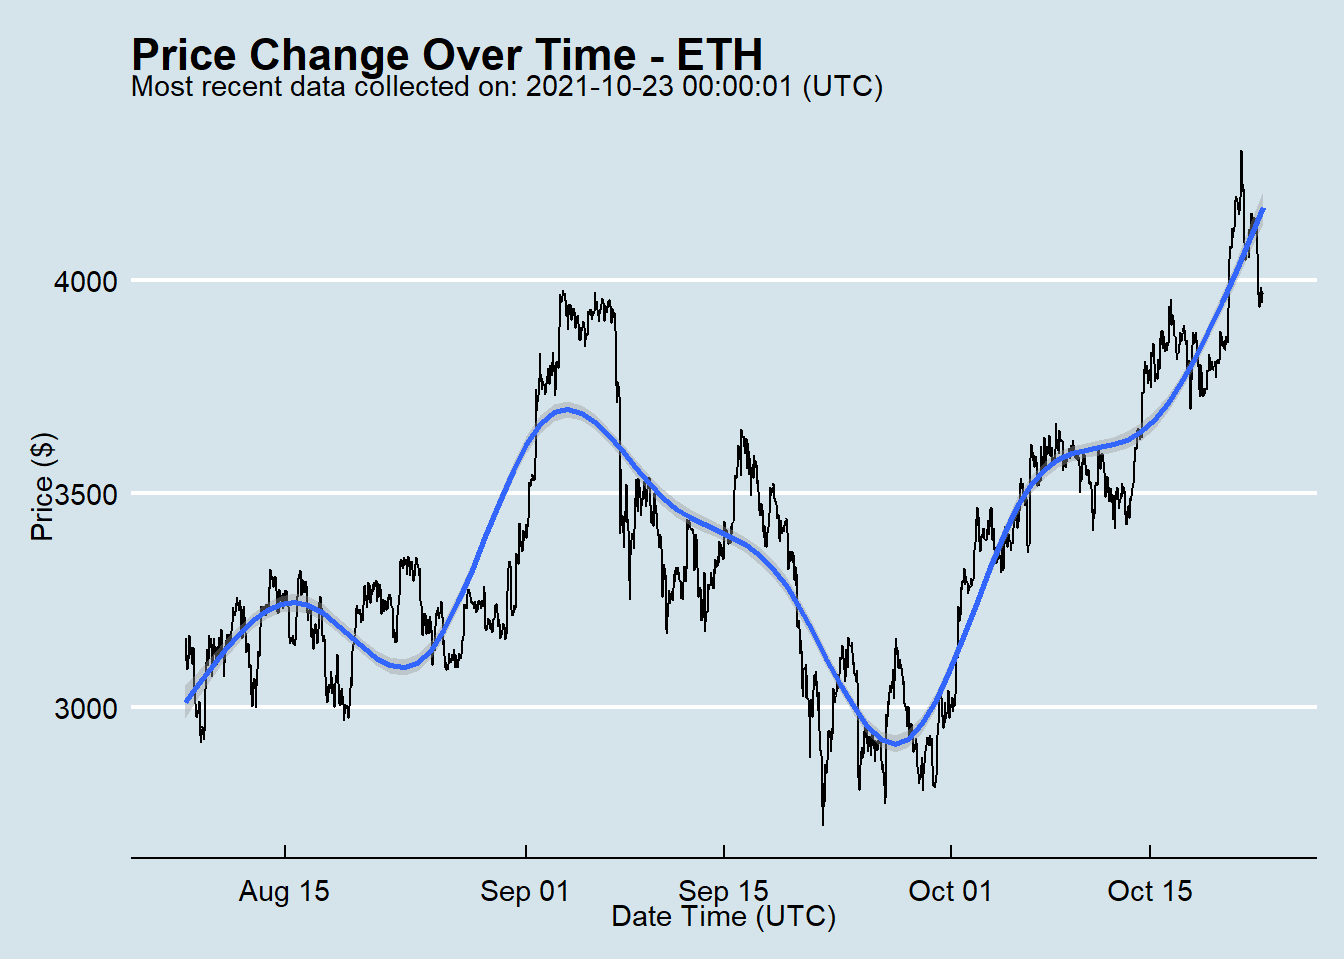 Price Change Over Time - ETH
Most recent data collected on: 2021-10-23 00:00:01 (UTC)
Price ($)
4000
3500
3000
Aug 15
Sep 01
Sep 15
Oct 01
Oct 15
Date Time (UTC)